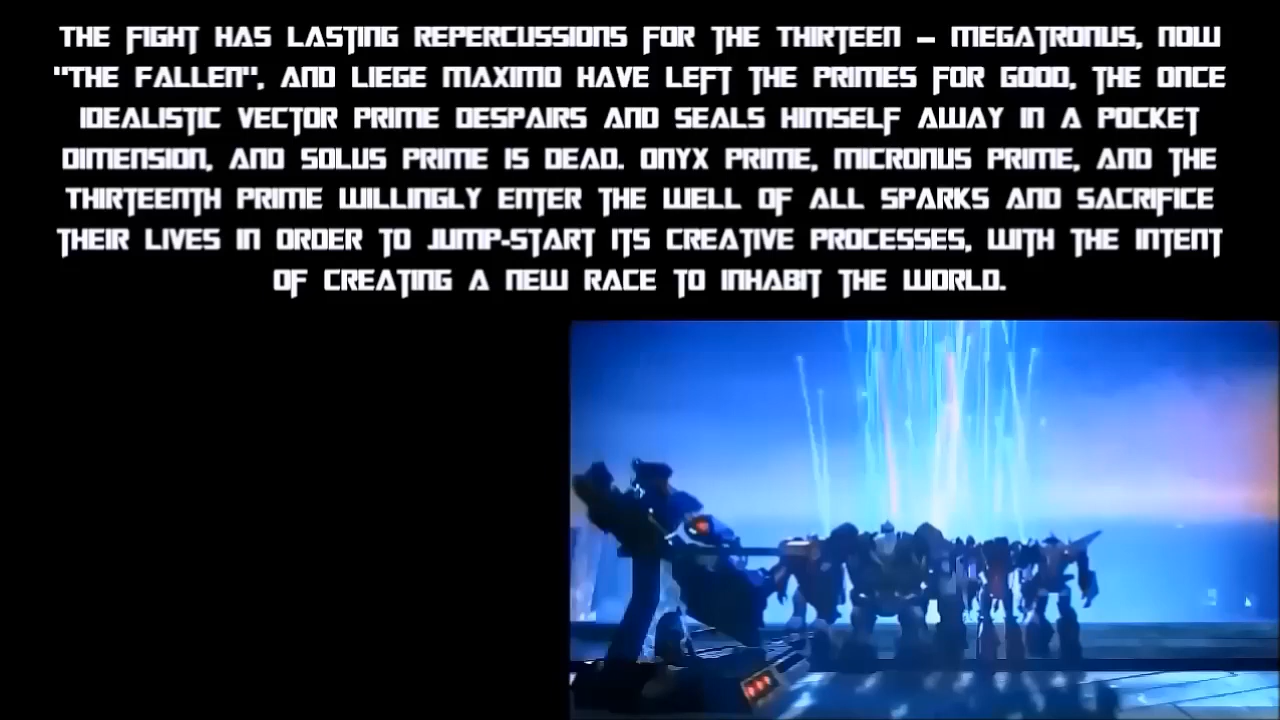 THE FIGHT HAS LASTING REPERCUSSIONS FOR THE THIRTEEN – MEGATRONUS, NOW
"THE FALLEN", AND LIEGE MAXIMO HAVE LEFT THE PRIMES FOR GOOD, THE ONCE
IDEALISTIC VECTOR PRIME DESPAIRS AND SEALS HIMSELF AWAY IN A POCKET
DIMENSION, AND SOLUS PRIME IS DEAD. ONYX PRIME, MICRONUS PRIME, AND THE
THIRTEENTH PRIME WILLINGLY ENTER THE WELL OF ALL SPARKS AND SACRIFICE
THEIR LIVES IN ORDER TO JUMP-START ITS CREATIVE PROCESSES, WITH THE INTENT
OF CREATING A NEW RACE TO INHABIT THE WORLD.